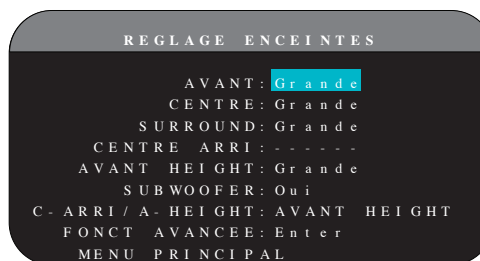 REGLAGE ENCEINTES
AVANT: Grande
CENTRE: Grande
SURROUND: Grande
CENTRE ARRI: ------
AVANT HEIGHT: Grande
SUBWOOFER: Oui
C-ARRI/A-HEIGHT: AVANT HEIGHT
FONCT AVANCEE: Enter
MENU PRINCIPAL